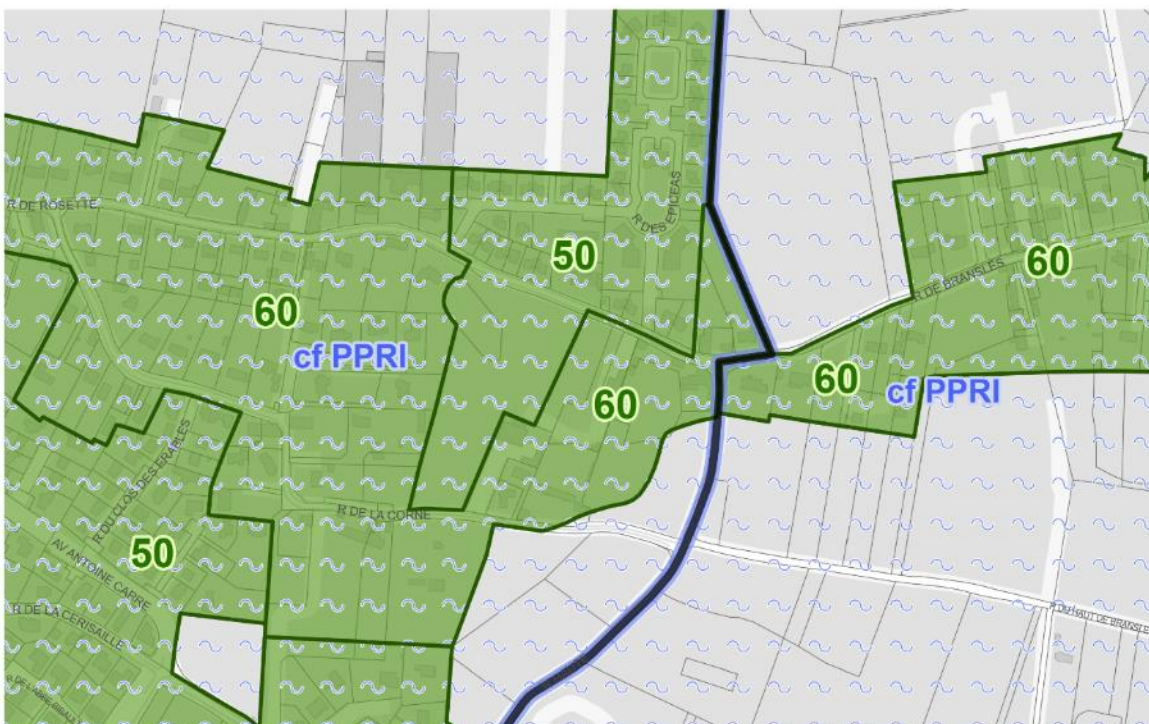 R DE ROSETTE
R DES EPICEAS
50
60
R DE BRANSLES
60
cf PPRI
60
cf PPRI
60
R DU CLOS DES ERABLES
R DE LA CORNE
50
AV ANTOINE CAPRE
R DE LA CERISAILLE
R DU HAUT DE BRANSLES